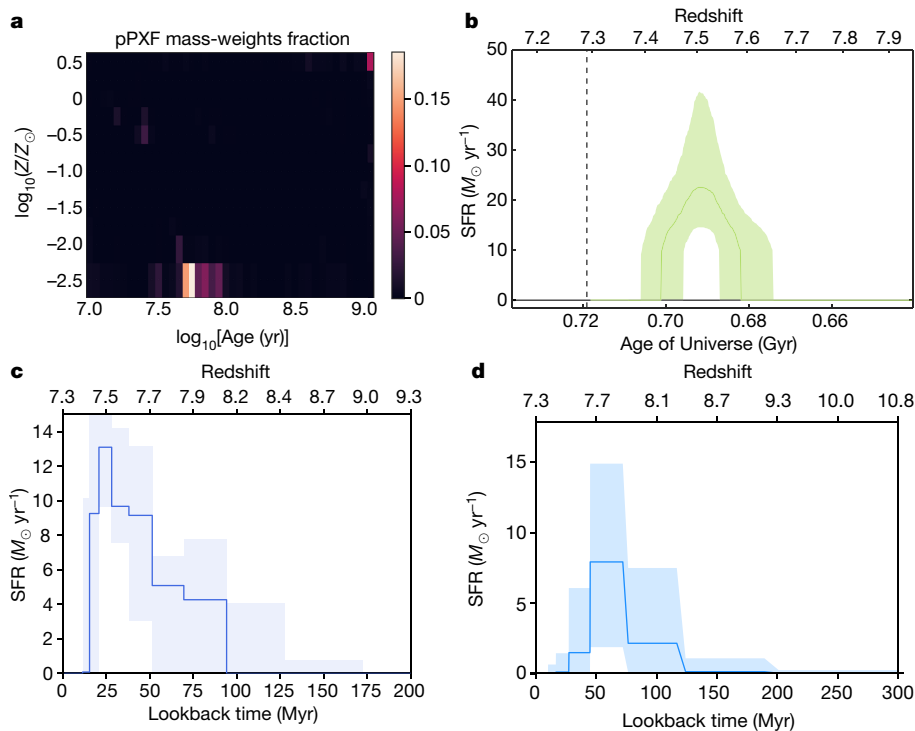 a
pPXF mass-weights fraction
log₁₀(Z/Z☉)
0.5
0
−0.5
−1.0
−1.5
−2.0
−2.5
7.0 7.5 8.0 8.5 9.0
log₁₀[Age (yr)]
0.15
0.10
0.05
0
b
Redshift
7.2 7.3 7.4 7.5 7.6 7.7 7.8 7.9
SFR (M☉ yr⁻¹)
50
40
30
20
10
0
0.72 0.70 0.68 0.66
Age of Universe (Gyr)
c
Redshift
7.3 7.5 7.7 7.9 8.2 8.4 8.7 9.0 9.3
SFR (M☉ yr⁻¹)
14
12
10
8
6
4
2
0
0 25 50 75 100 125 150 175 200
Lookback time (Myr)
d
Redshift
7.3 7.7 8.1 8.7 9.3 10.0 10.8
SFR (M☉ yr⁻¹)
15
10
5
0
0 50 100 150 200 250 300
Lookback time (Myr)